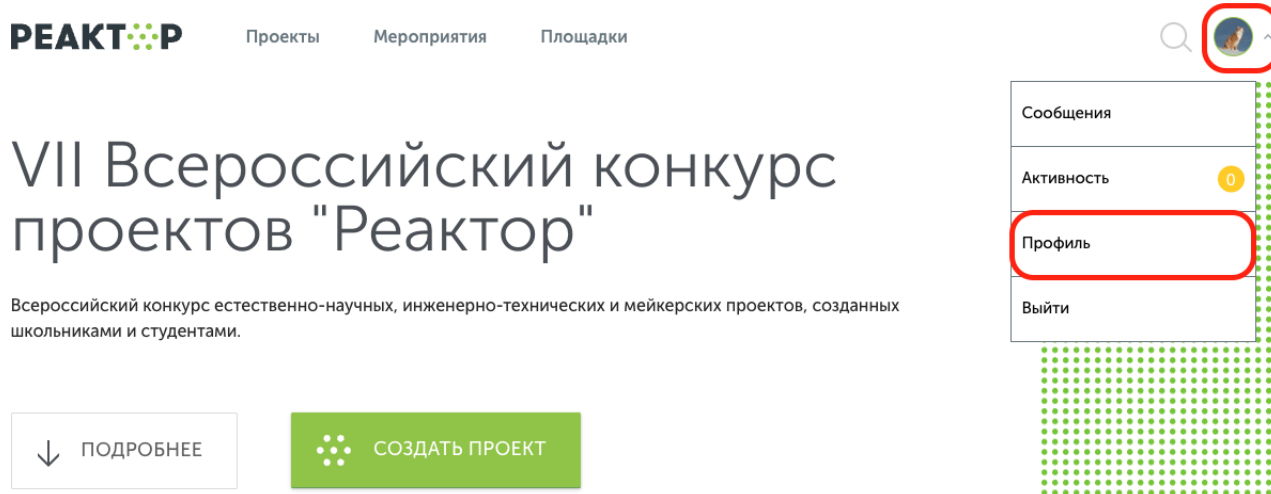 РЕАКТОР
Проекты
Мероприятия
Площадки
Сообщения
Активность
0
Профиль
Выйти
VII Всероссийский конкурс
проектов "Реактор"
Всероссийский конкурс естественно-научных, инженерно-технических и мейкерских проектов, созданных
школьниками и студентами.
ПОДРОБНЕЕ
СОЗДАТЬ ПРОЕКТ